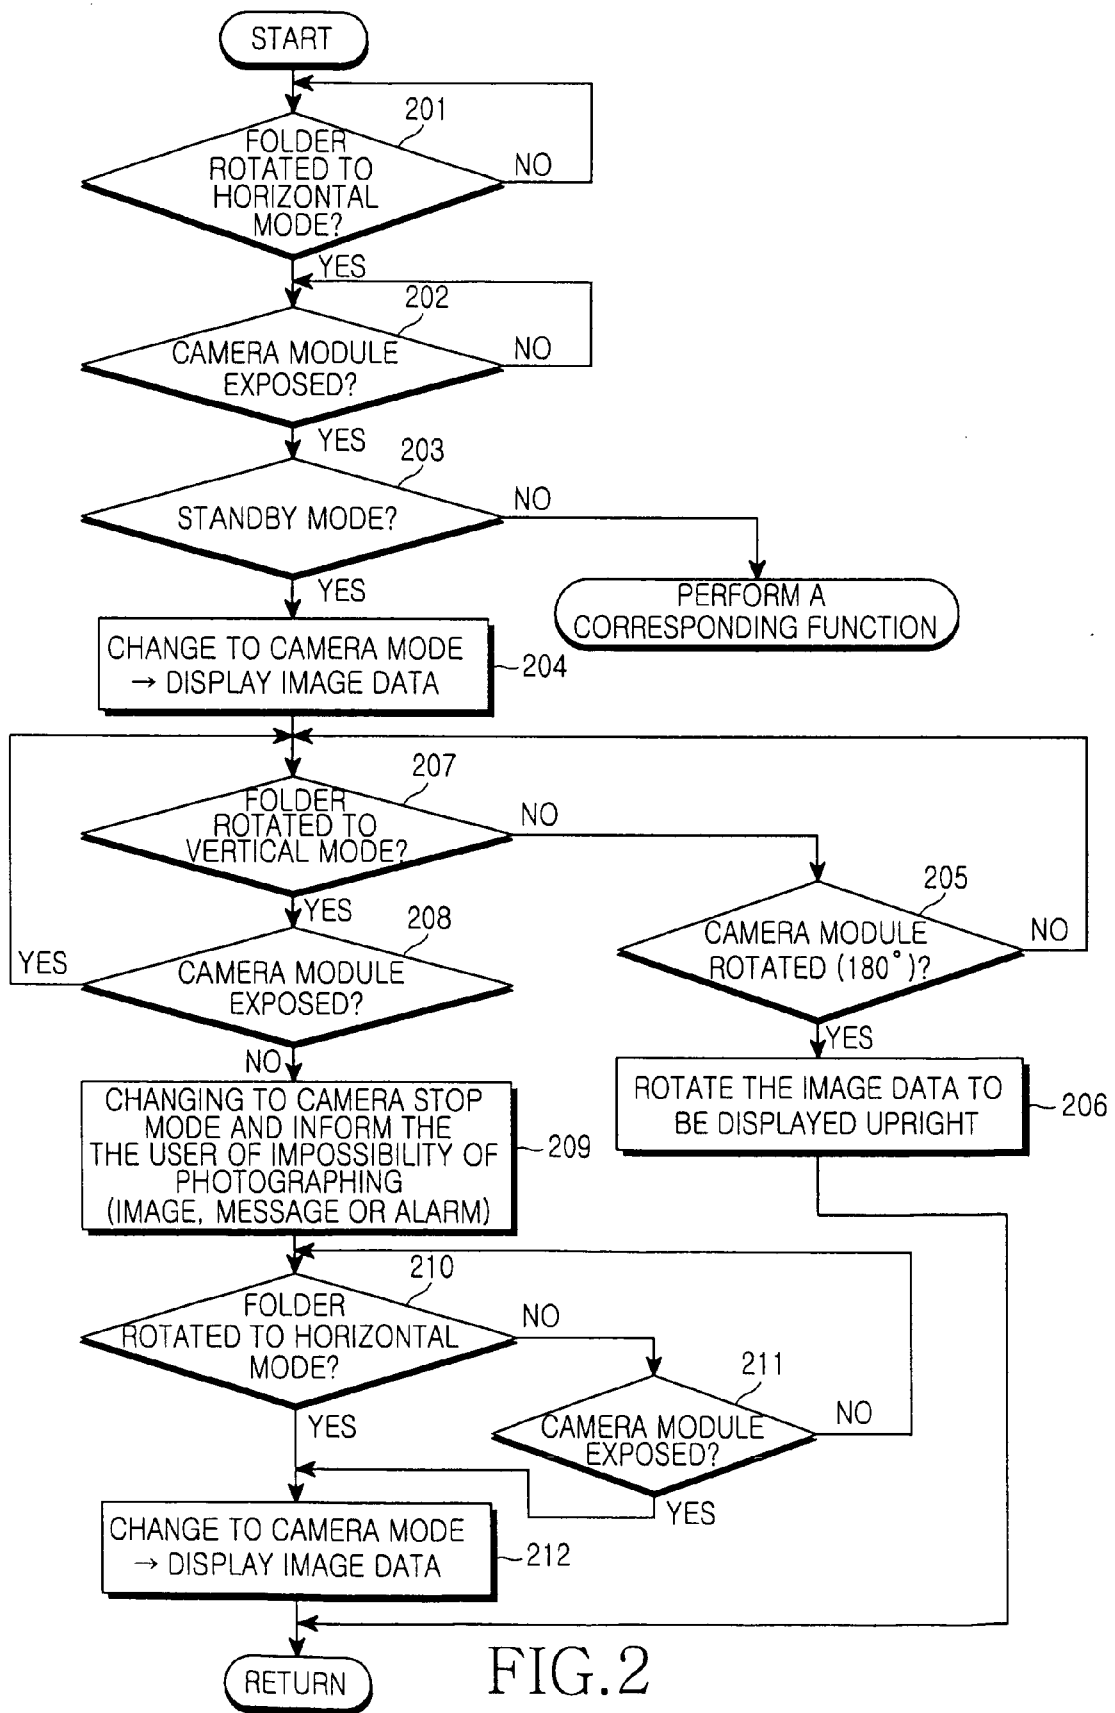 START
201
FOLDER
ROTATED TO
HORIZONTAL
MODE?
NO
YES
202
CAMERA MODULE
EXPOSED?
NO
YES
203
STANDBY MODE?
NO
YES
PERFORM A
CORRESPONDING FUNCTION
CHANGE TO CAMERA MODE
→ DISPLAY IMAGE DATA
204
207
FOLDER
ROTATED TO
VERTICAL MODE?
NO
YES
205
CAMERA MODULE
ROTATED (180°)?
NO
YES
208
CAMERA MODULE
EXPOSED?
YES
NO
ROTATE THE IMAGE DATA TO
BE DISPLAYED UPRIGHT
206
CHANGING TO CAMERA STOP
MODE AND INFORM THE
THE USER OF IMPOSSIBILITY OF
PHOTOGRAPHING
(IMAGE, MESSAGE OR ALARM)
209
210
FOLDER
ROTATED TO HORIZONTAL
MODE?
NO
YES
211
CAMERA MODULE
EXPOSED?
NO
YES
CHANGE TO CAMERA MODE
→ DISPLAY IMAGE DATA
212
RETURN
FIG.2